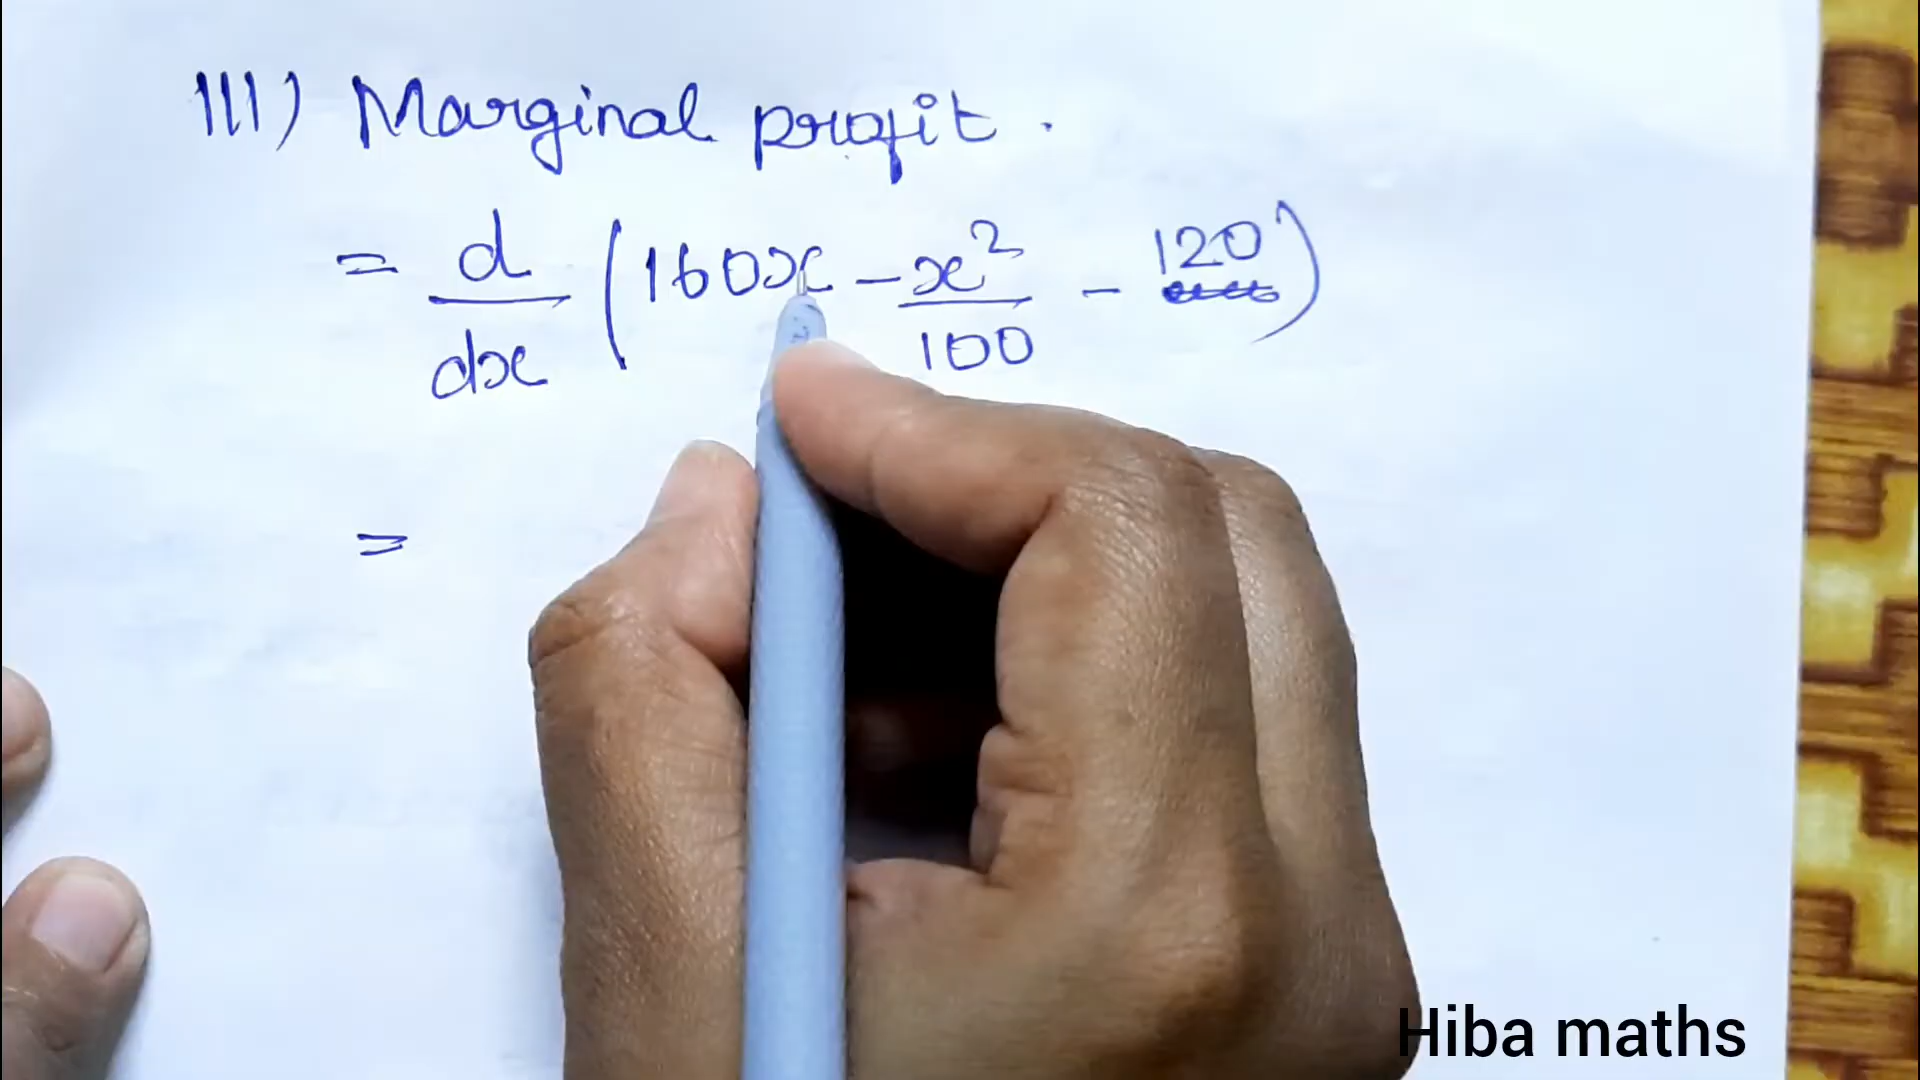 III) Marginal profit.
= d/dx (160x - x²/100 - 120)
=
Hiba maths